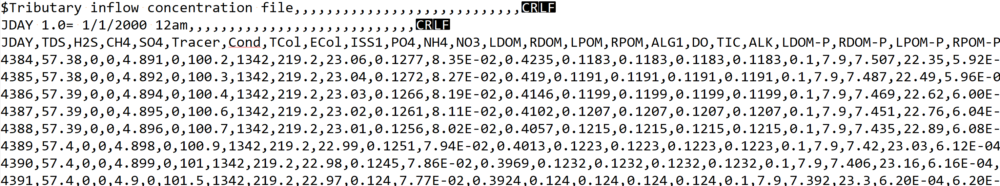 $Tributary inflow concentration file,,,,,,,,,,,,,,,,,,,,,,,,,,,,CRLF
JDAY 1.0= 1/1/2000 12am,,,,,,,,,,,,,,,,,,,,,,,,,,,,CRLF
JDAY,TDS,H2S,CH4,SO4,Tracer,Cond,TCol,ECol,ISS1,PO4,NH4,NO3,LDOM,RDOM,LPOM,RPOM,ALG1,DO,TIC,ALK,LDOM-P,RDOM-P,LPOM-P,RPOM-P
4384,57.38,0,0,4.891,0,100.2,1342,219.2,23.06,0.1277,8.35E-02,0.4235,0.1183,0.1183,0.1183,0.1183,0.1,7.9,7.507,22.35,5.92E-
4385,57.38,0,0,4.892,0,100.3,1342,219.2,23.04,0.1272,8.27E-02,0.419,0.1191,0.1191,0.1191,0.1191,0.1,7.9,7.487,22.49,5.96E-0
4386,57.39,0,0,4.894,0,100.4,1342,219.2,23.03,0.1266,8.19E-02,0.4146,0.1199,0.1199,0.1199,0.1199,0.1,7.9,7.469,22.62,6.00E-
4387,57.39,0,0,4.895,0,100.6,1342,219.2,23.02,0.1261,8.11E-02,0.4102,0.1207,0.1207,0.1207,0.1207,0.1,7.9,7.451,22.76,6.04E-
4388,57.39,0,0,4.896,0,100.7,1342,219.2,23.01,0.1256,8.02E-02,0.4057,0.1215,0.1215,0.1215,0.1215,0.1,7.9,7.435,22.89,6.08E-
4389,57.4,0,0,4.898,0,100.9,1342,219.2,22.99,0.1251,7.94E-02,0.4013,0.1223,0.1223,0.1223,0.1223,0.1,7.9,7.42,23.03,6.12E-04
4390,57.4,0,0,4.899,0,101,1342,219.2,22.98,0.1245,7.86E-02,0.3969,0.1232,0.1232,0.1232,0.1232,0.1,7.9,7.406,23.16,6.16E-04,
4391,57.4,0,0,4.9,0,101.5,1342,219.2,22.97,0.124,7.77E-02,0.3924,0.124,0.124,0.124,0.124,0.1,7.9,7.392,23.3,6.20E-04,6.20E-